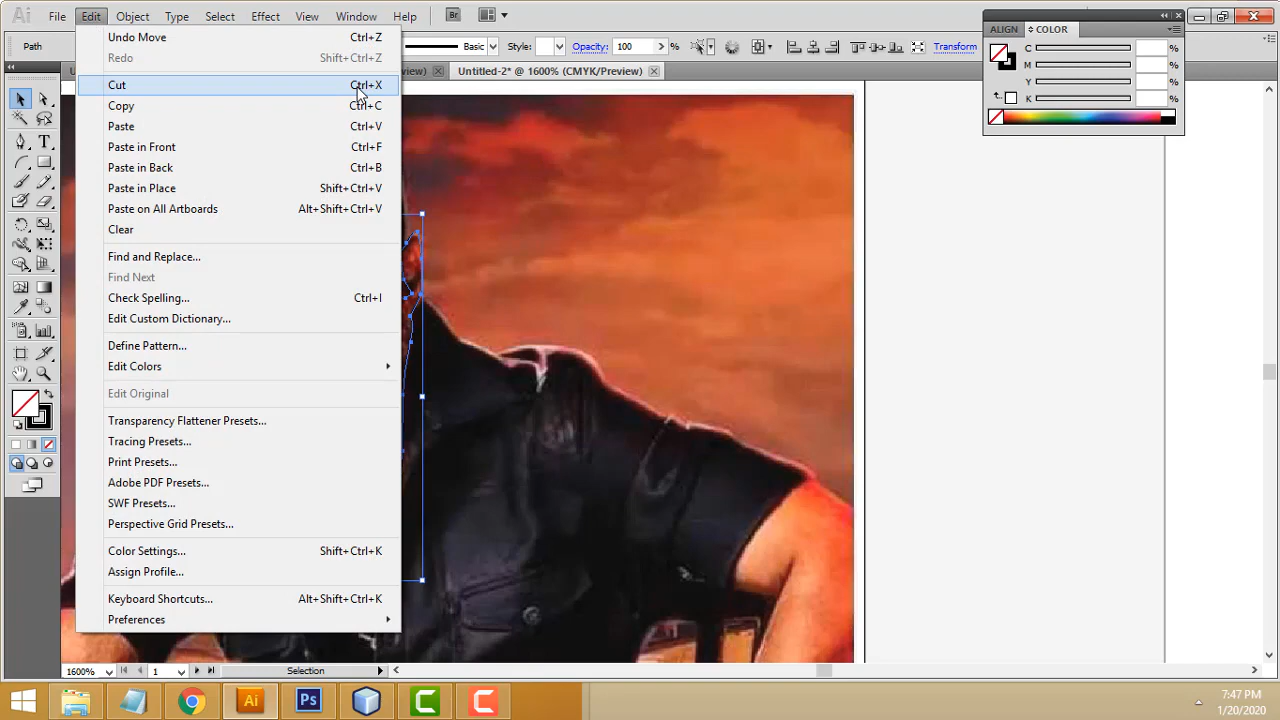 Ai File Edit Object Type Select Effect View Window Help Br
Path Basic Style: Opacity: 100 % Transform
Undo Move Ctrl+Z
Redo Shift+Ctrl+Z
Cut Ctrl+X
Copy Ctrl+C
Paste Ctrl+V
Paste in Front Ctrl+F
Paste in Back Ctrl+B
Paste in Place Shift+Ctrl+V
Paste on All Artboards Alt+Shift+Ctrl+V
Clear
Find and Replace...
Find Next
Check Spelling... Ctrl+I
Edit Custom Dictionary...
Define Pattern...
Edit Colors
Edit Original
Transparency Flattener Presets...
Tracing Presets...
Print Presets...
Adobe PDF Presets...
SWF Presets...
Perspective Grid Presets...
Color Settings... Shift+Ctrl+K
Assign Profile...
Keyboard Shortcuts... Alt+Shift+Ctrl+K
Preferences
Untitled-2* @ 1600% (CMYK/Preview)
ALIGN COLOR
C %
M %
Y %
K %
1600% 1 Selection
Ai Ps C C
7:47 PM
1/20/2020